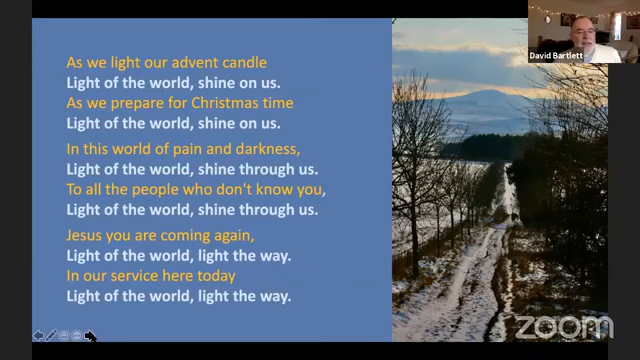 As we light our advent candle
Light of the world, shine on us.
As we prepare for Christmas time
Light of the world, shine on us.
In this world of pain and darkness,
Light of the world, shine through us.
To all the people who don't know you,
Light of the world, shine through us.
Jesus you are coming again,
Light of the world, light the way.
In our service here today
Light of the world, light the way.
David Bartlett
zoom